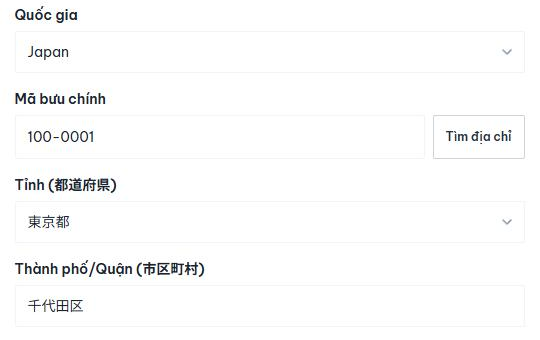 Quốc gia
Japan
Mã bưu chính
100-0001
Tìm địa chỉ
Tỉnh (都道府県)
東京都
Thành phố/Quận (市区町村)
千代田区